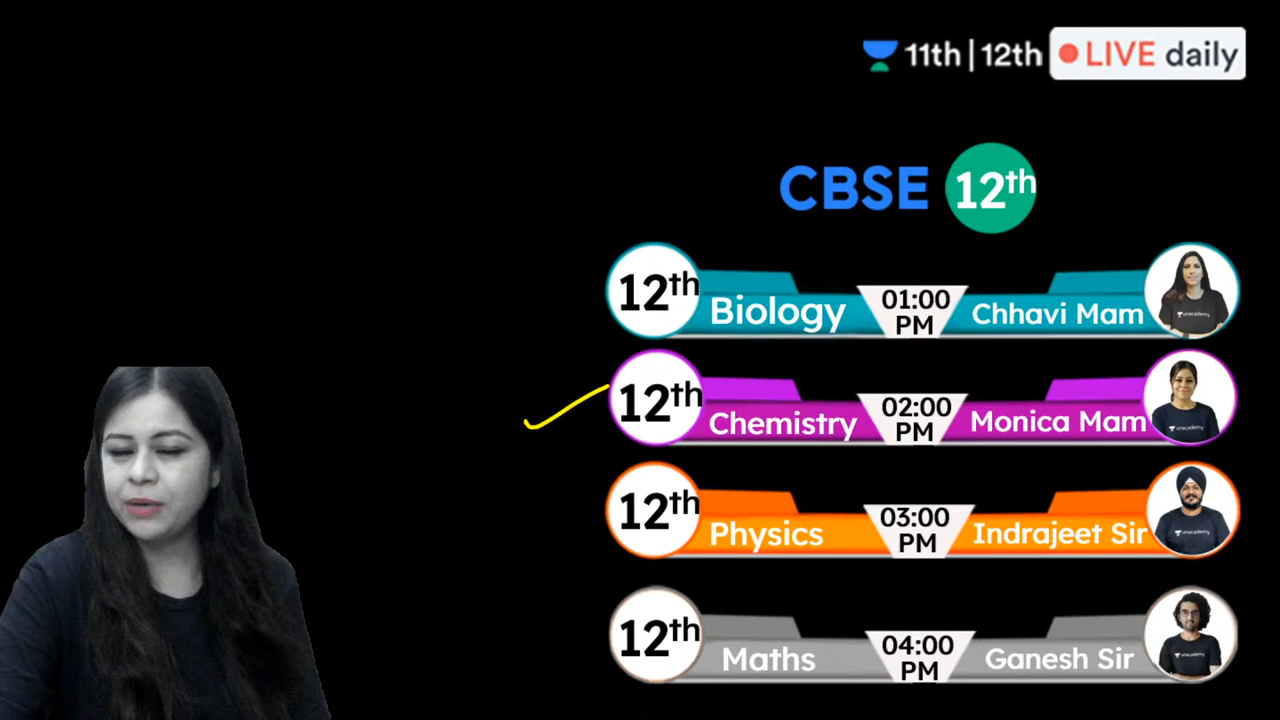 11th | 12th LIVE daily
CBSE 12th
12th Biology 01:00 PM Chhavi Mam
12th Chemistry 02:00 PM Monica Mam
12th Physics 03:00 PM Indrajeet Sir
12th Maths 04:00 PM Ganesh Sir